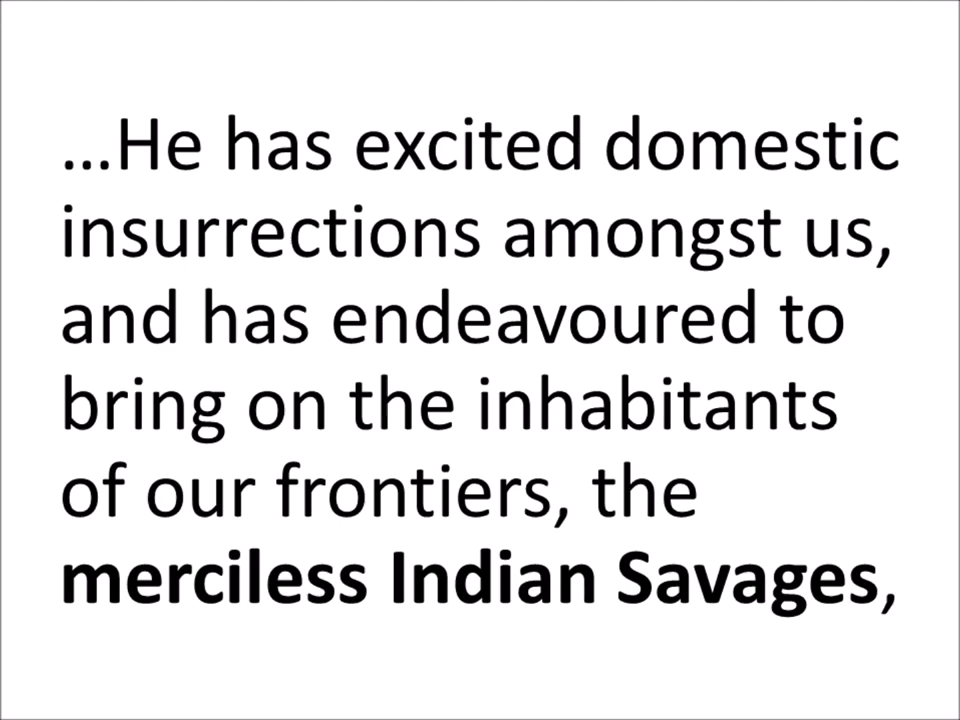 …He has excited domestic
insurrections amongst us,
and has endeavoured to
bring on the inhabitants
of our frontiers, the
merciless Indian Savages,